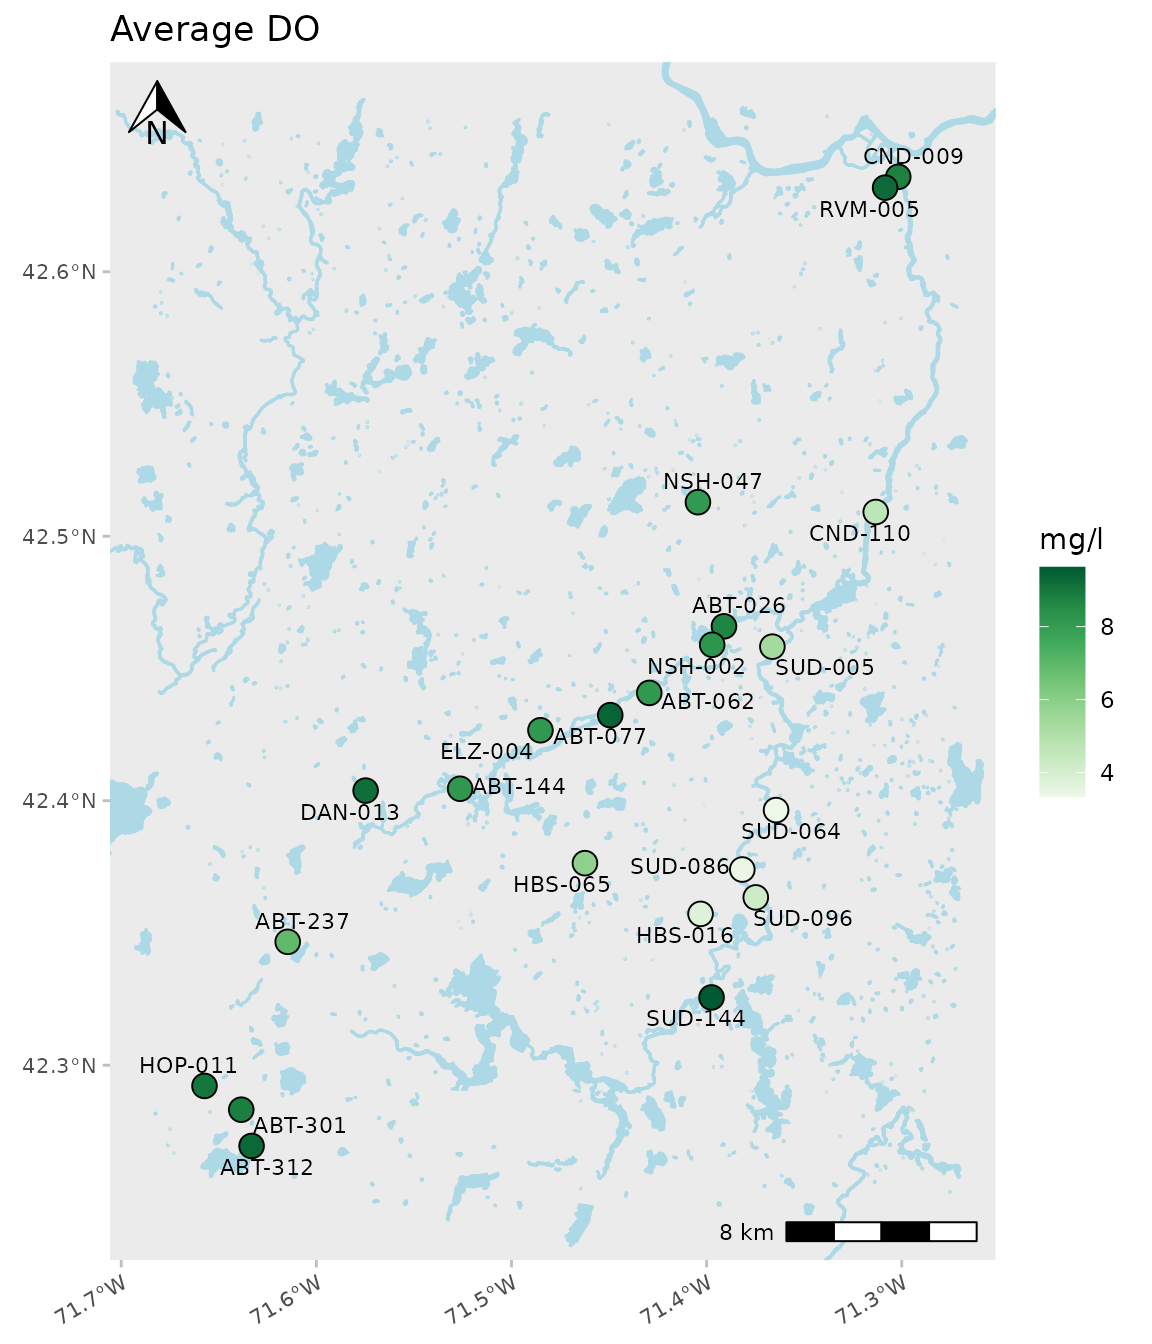 Average DO
N
CND-009
RVM-005
42.6°N
NSH-047
CND-110
42.5°N
mg/l
ABT-026
NSH-002
SUD-005
8
ABT-062
6
ABT-077
ELZ-004
4
ABT-144
42.4°N
DAN-013
SUD-064
SUD-086
HBS-065
SUD-096
ABT-237
HBS-016
SUD-144
HOP-011
42.3°N
ABT-301
ABT-312
8 km
71.7°W
71.6°W
71.5°W
71.4°W
71.3°W